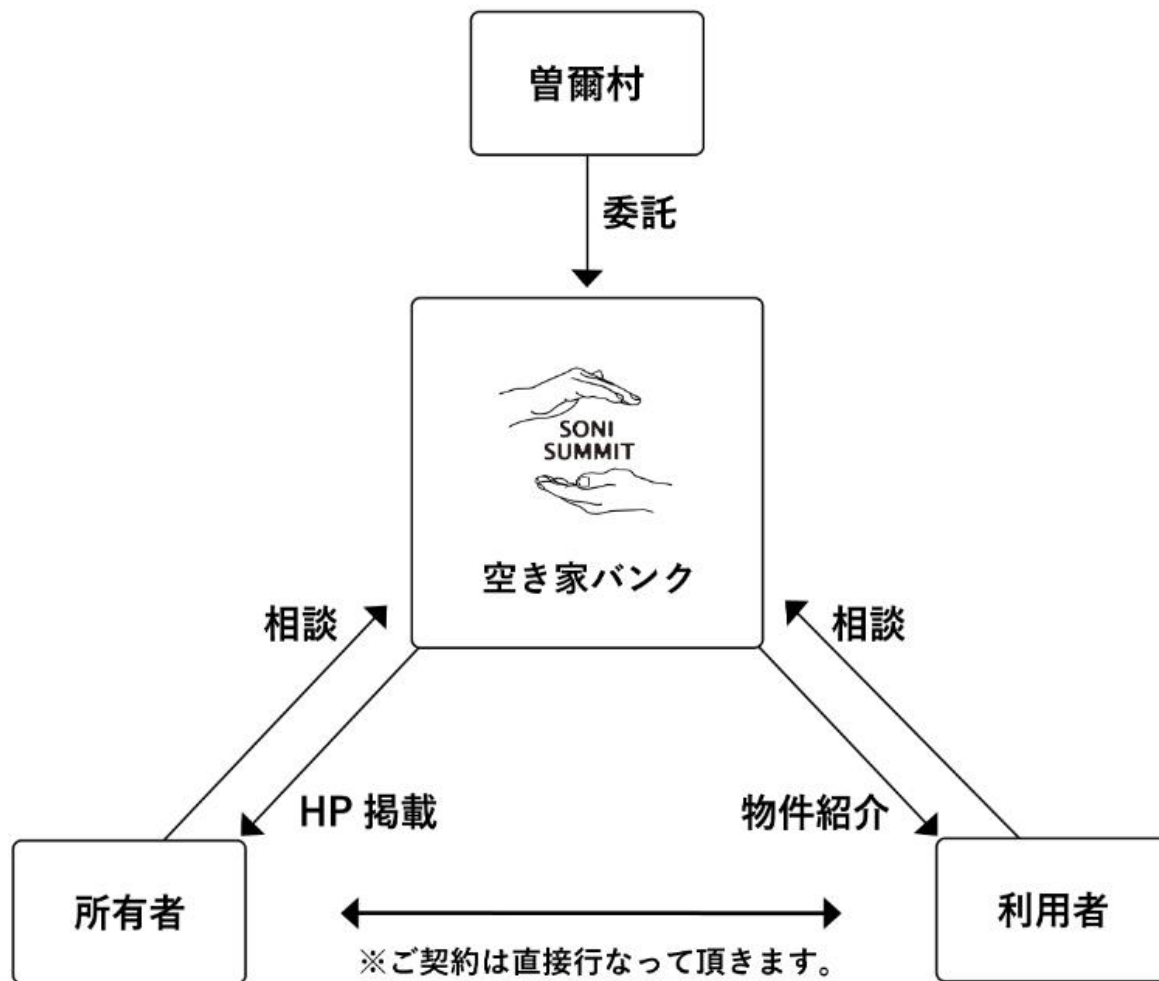 曽爾村
委託
SONI
SUMMIT
空き家バンク
相談
相談
HP 掲載
物件紹介
所有者
利用者
※ご契約は直接行なって頂きます。